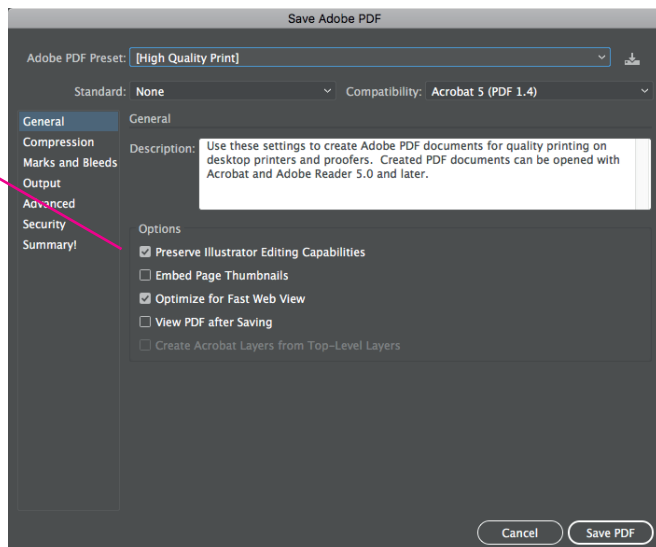 Save Adobe PDF
Adobe PDF Preset: [High Quality Print]
Standard: None Compatibility: Acrobat 5 (PDF 1.4)
General
Compression
Marks and Bleeds
Output
Advanced
Security
Summary!
General
Description: Use these settings to create Adobe PDF documents for quality printing on
desktop printers and proofers. Created PDF documents can be opened with
Acrobat and Adobe Reader 5.0 and later.
Options
Preserve Illustrator Editing Capabilities
Embed Page Thumbnails
Optimize for Fast Web View
View PDF after Saving
Create Acrobat Layers from Top-Level Layers
Cancel Save PDF